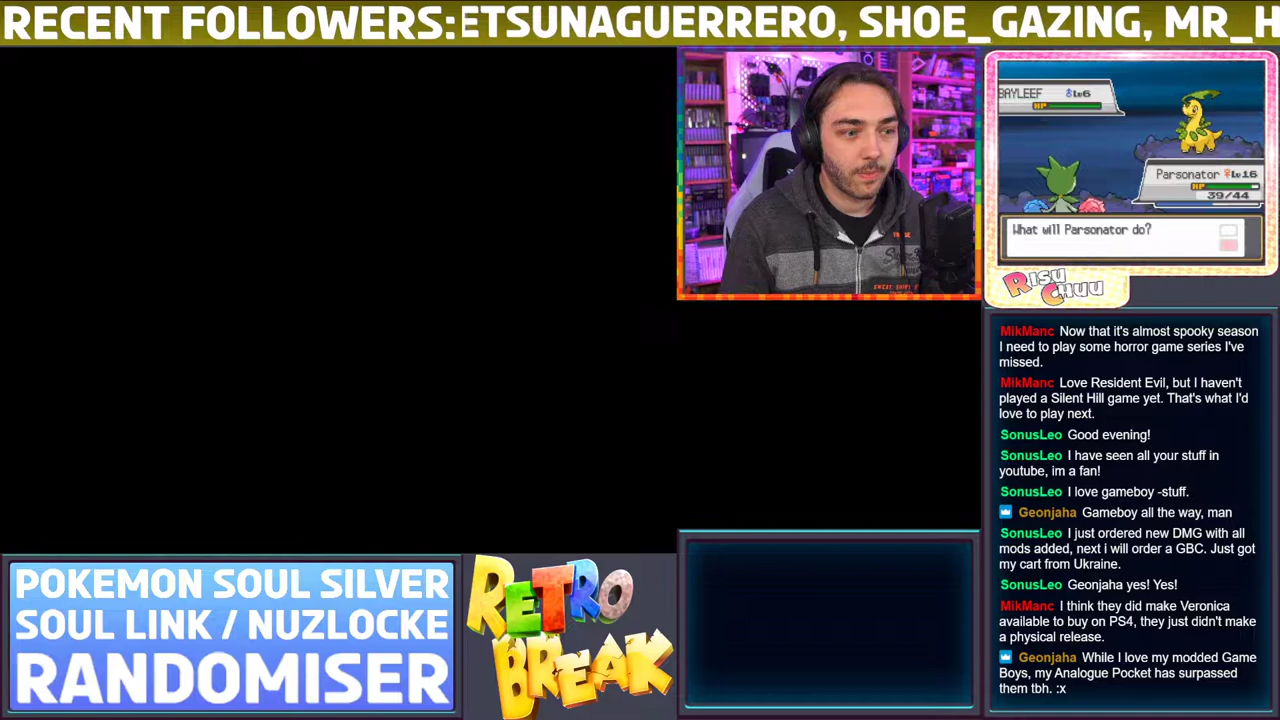 RECENT FOLLOWERS: ETSUNAGUERRERO, SHOE_GAZING, MR_H
BAYLEEF ♂Lv6
HP
Parsonator ♀Lv16
HP
39/44
What will Parsonator do?
RISU
CHUU
MikManc Now that it's almost spooky season
I need to play some horror game series I've
missed.
MikManc Love Resident Evil, but I haven't
played a Silent Hill game yet. That's what I'd
love to play next.
SonusLeo Good evening!
SonusLeo I have seen all your stuff in
youtube, im a fan!
SonusLeo I love gameboy -stuff.
Geonjaha Gameboy all the way, man
SonusLeo I just ordered new DMG with all
mods added, next i will order a GBC. Just got
my cart from Ukraine.
SonusLeo Geonjaha yes! Yes!
MikManc I think they did make Veronica
available to buy on PS4, they just didn't make
a physical release.
Geonjaha While I love my modded Game
Boys, my Analogue Pocket has surpassed
them tbh. :x
POKEMON SOUL SILVER
SOUL LINK / NUZLOCKE
RANDOMISER
RETRO
BREAK